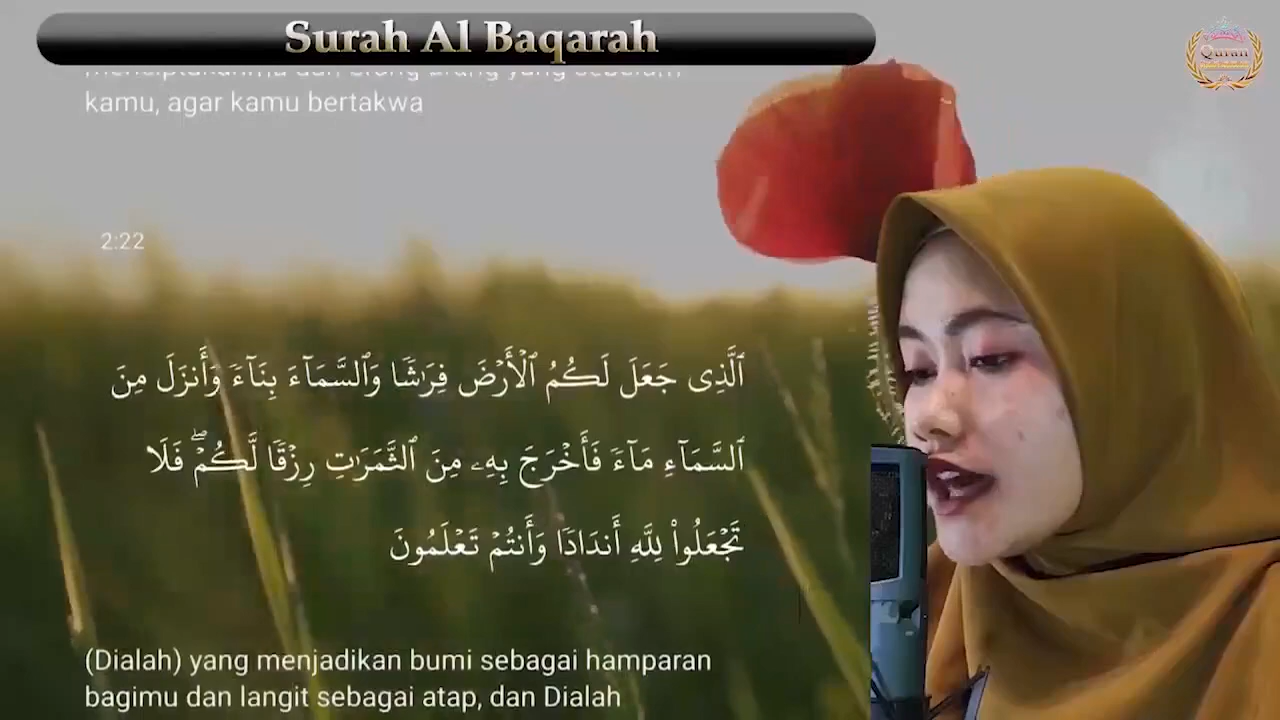 Surah Al Baqarah
Quran
kamu, agar kamu bertakwa
2:22
ٱلَّذِى جَعَلَ لَكُمُ ٱلْأَرْضَ فِرَٰشًا وَٱلسَّمَآءَ بِنَآءً وَأَنزَلَ مِنَ
ٱلسَّمَآءِ مَآءً فَأَخْرَجَ بِهِۦ مِنَ ٱلثَّمَرَٰتِ رِزْقًا لَّكُمْ ۖ فَلَا
تَجْعَلُوا۟ لِلَّهِ أَندَادًا وَأَنتُمْ تَعْلَمُونَ
(Dialah) yang menjadikan bumi sebagai hamparan
bagimu dan langit sebagai atap, dan Dialah